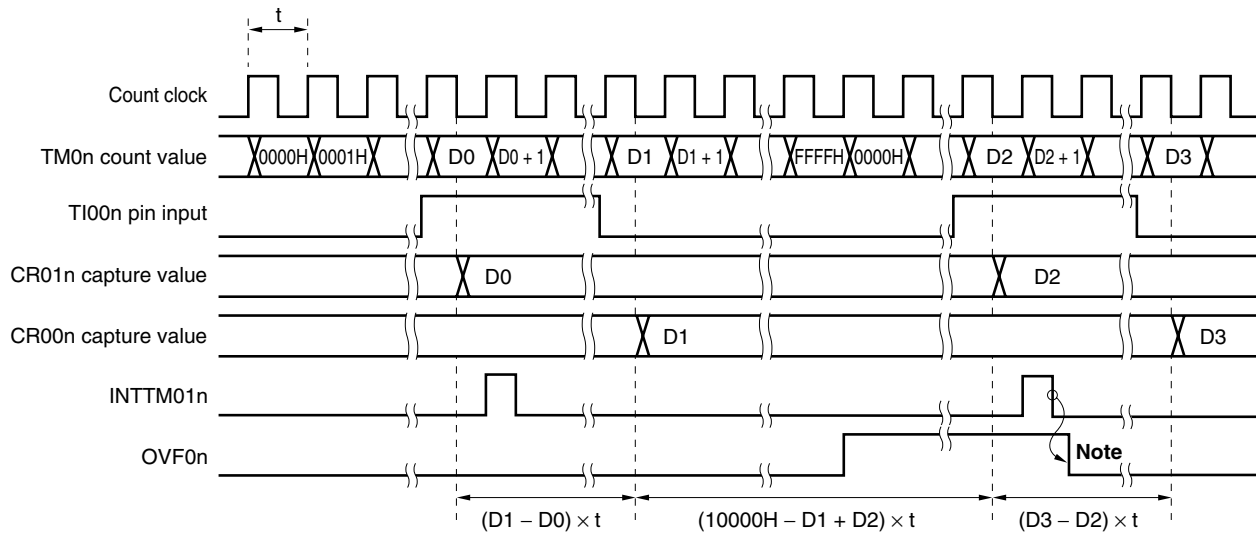 t
Count clock
TM0n count value
0000H 0001H D0 D0 + 1 D1 D1 + 1 FFFFH 0000H D2 D2 + 1 D3
TI00n pin input
CR01n capture value
D0 D2
CR00n capture value
D1 D3
INTTM01n
OVF0n
Note
(D1 − D0) × t (10000H − D1 + D2) × t (D3 − D2) × t